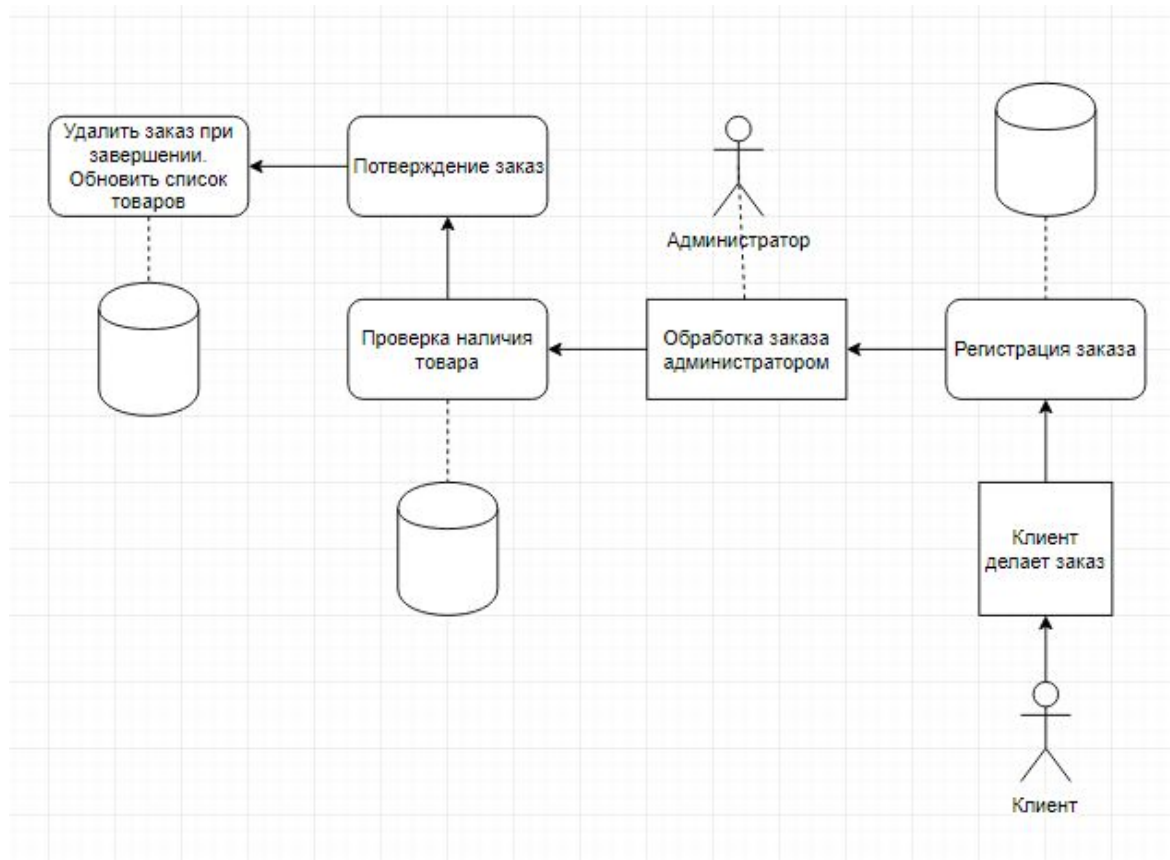 Удалить заказ при
завершении.
Обновить список
товаров
Потверждение заказ
Администратор
Проверка наличия
товара
Обработка заказа
администратором
Регистрация заказа
Клиент
делает заказ
Клиент